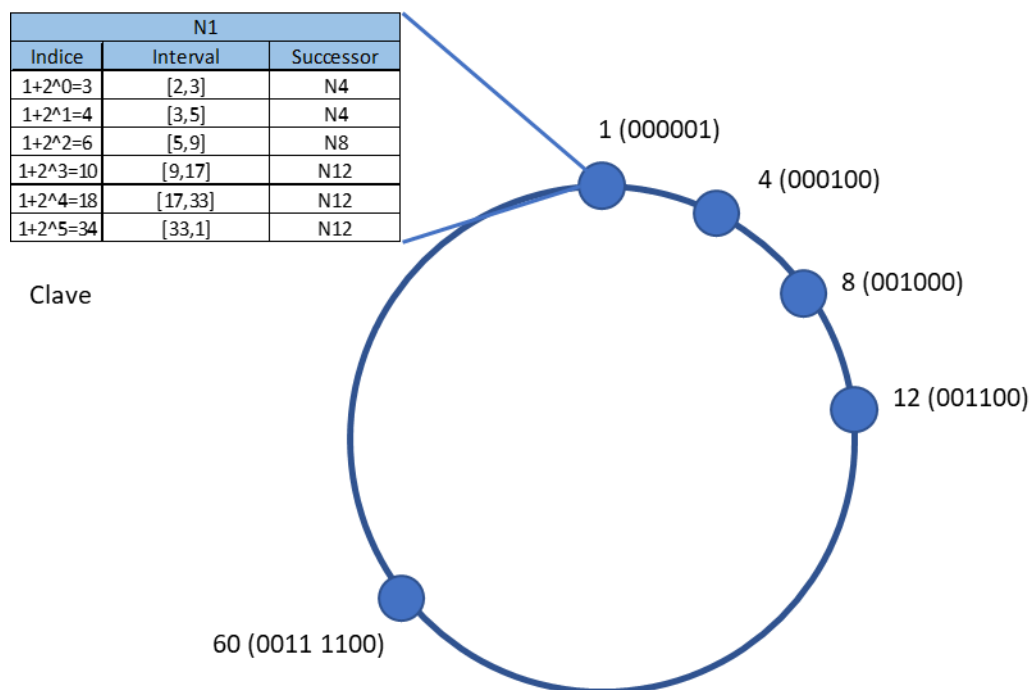 N1
Indice Interval Successor
1+2^0=3 [2,3] N4
1+2^1=4 [3,5] N4
1+2^2=6 [5,9] N8
1+2^3=10 [9,17] N12
1+2^4=18 [17,33] N12
1+2^5=34 [33,1] N12
Clave
1 (000001)
4 (000100)
8 (001000)
12 (001100)
60 (0011 1100)